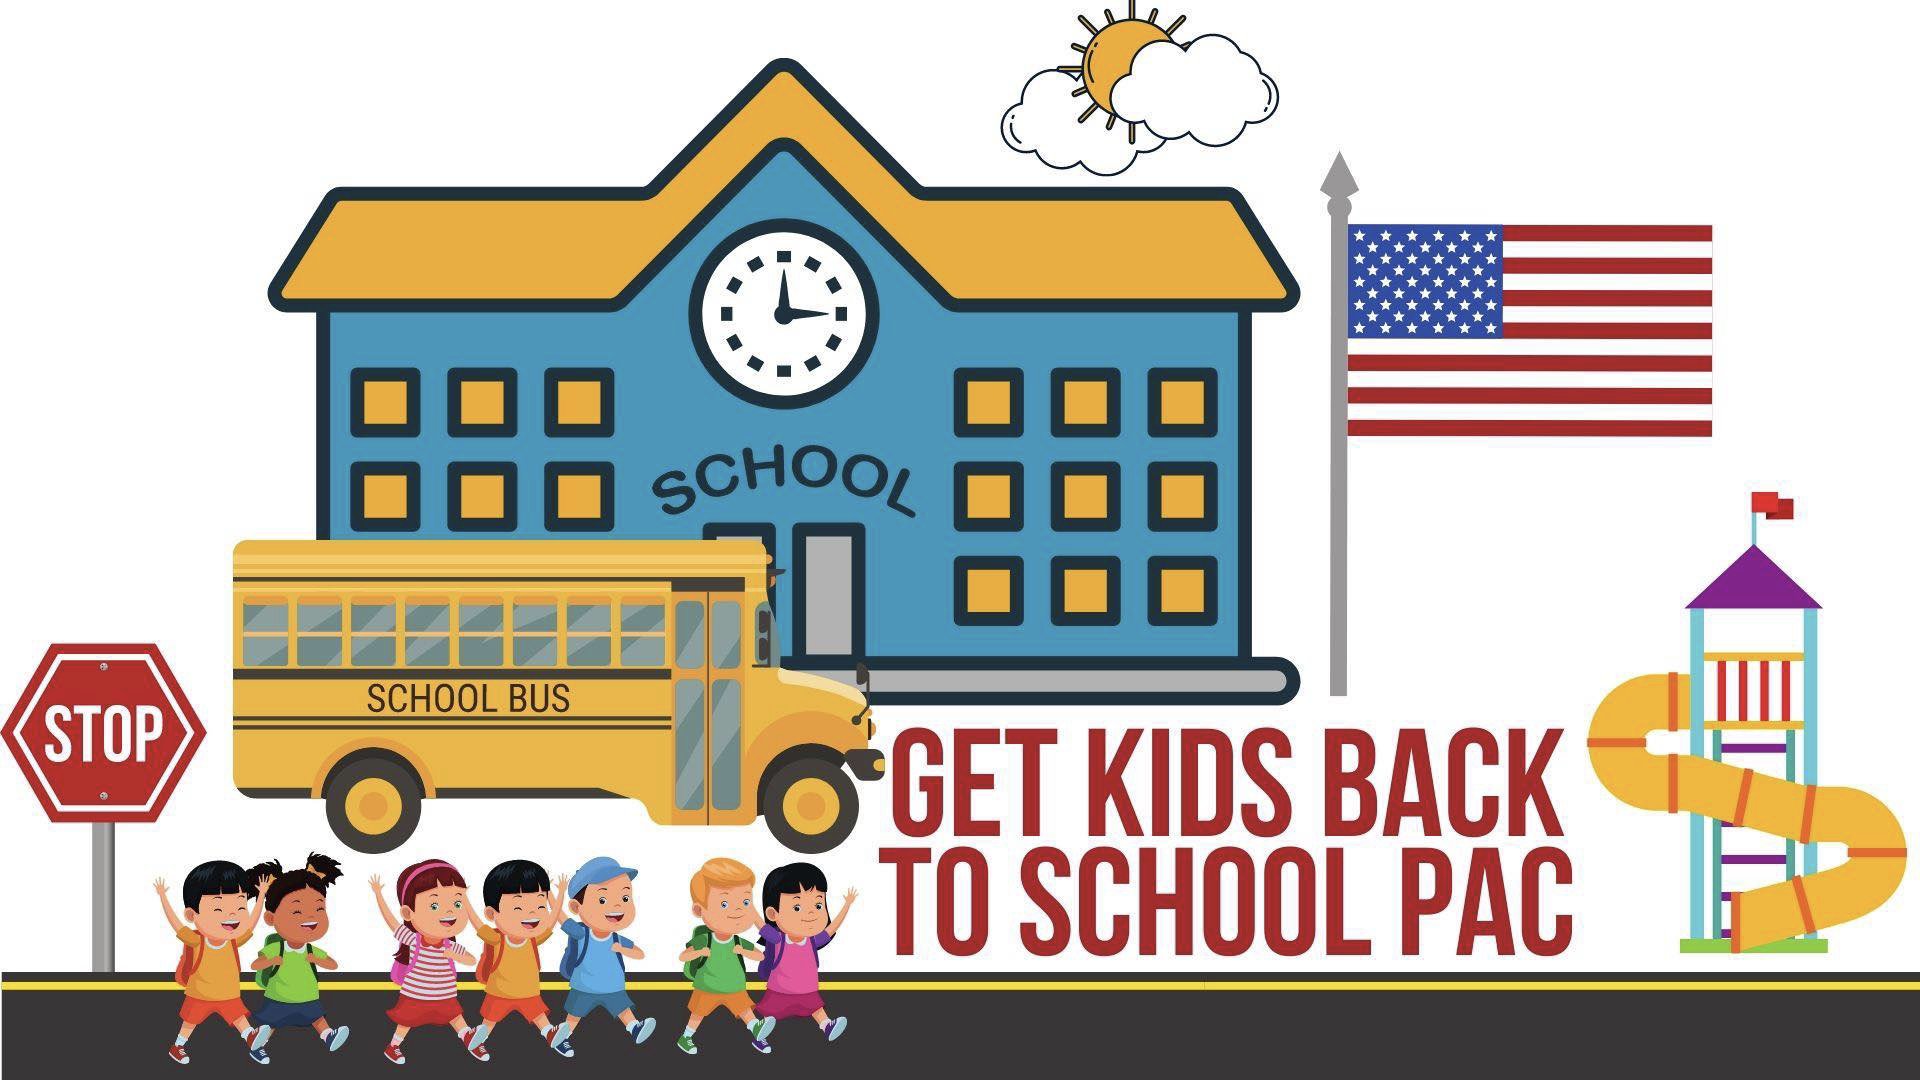 SCHOOL
SCHOOL BUS
STOP
GET KIDS BACK
TO SCHOOL PAC